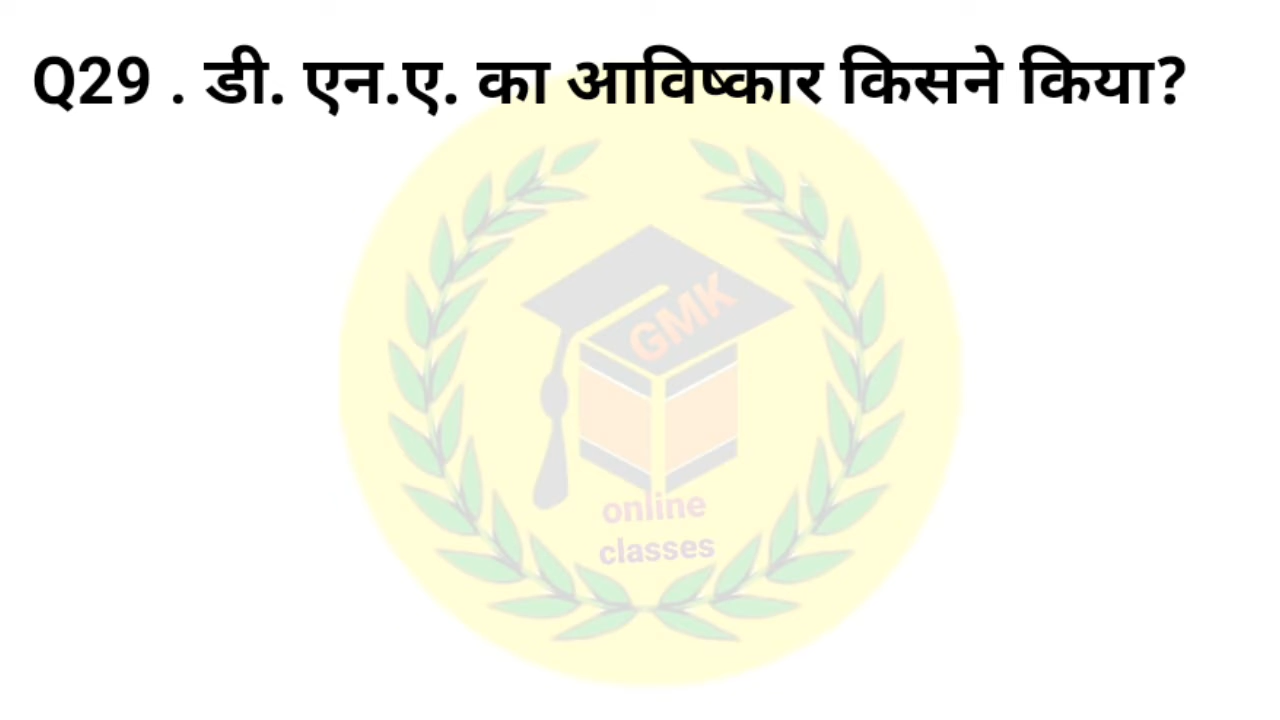 Q29 . डी. एन.ए. का आविष्कार किसने किया?
GMK
online
classes